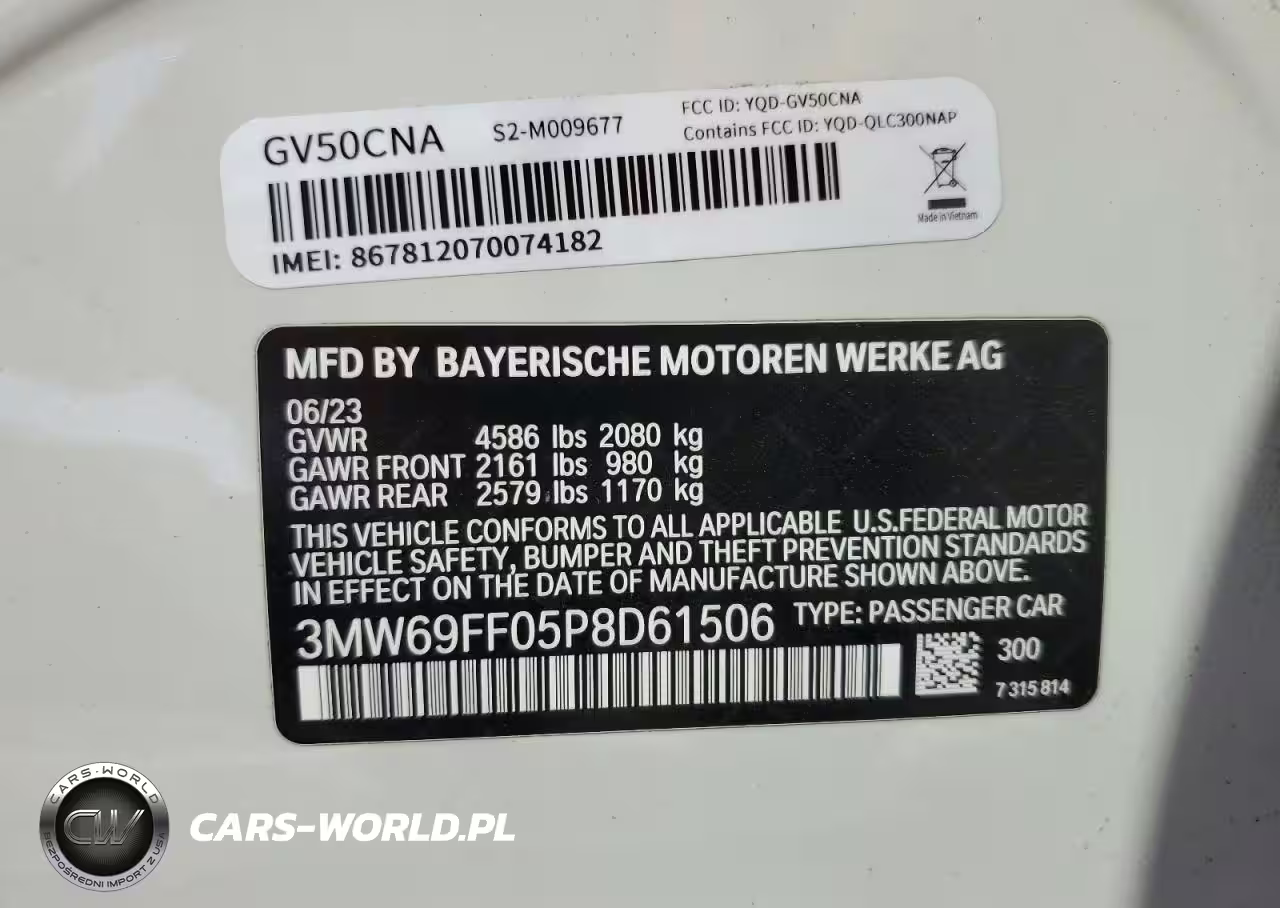 GV50CNA
S2-M009677
FCC ID: YQD-GV50CNA
Contains FCC ID: YQD-QLC300NAP
Made in Vietnam
IMEI: 867812070074182
MFD BY BAYERISCHE MOTOREN WERKE AG
06/23
GVWR 4586 lbs 2080 kg
GAWR FRONT 2161 lbs 980 kg
GAWR REAR 2579 lbs 1170 kg
THIS VEHICLE CONFORMS TO ALL APPLICABLE U.S.FEDERAL MOTOR
VEHICLE SAFETY, BUMPER AND THEFT PREVENTION STANDARDS
IN EFFECT ON THE DATE OF MANUFACTURE SHOWN ABOVE.
3MW69FF05P8D61506 TYPE: PASSENGER CAR
300
7 315 814
CARS-WORLD
CW
BEZPOŚREDNI IMPORT Z USA
CARS-WORLD.PL